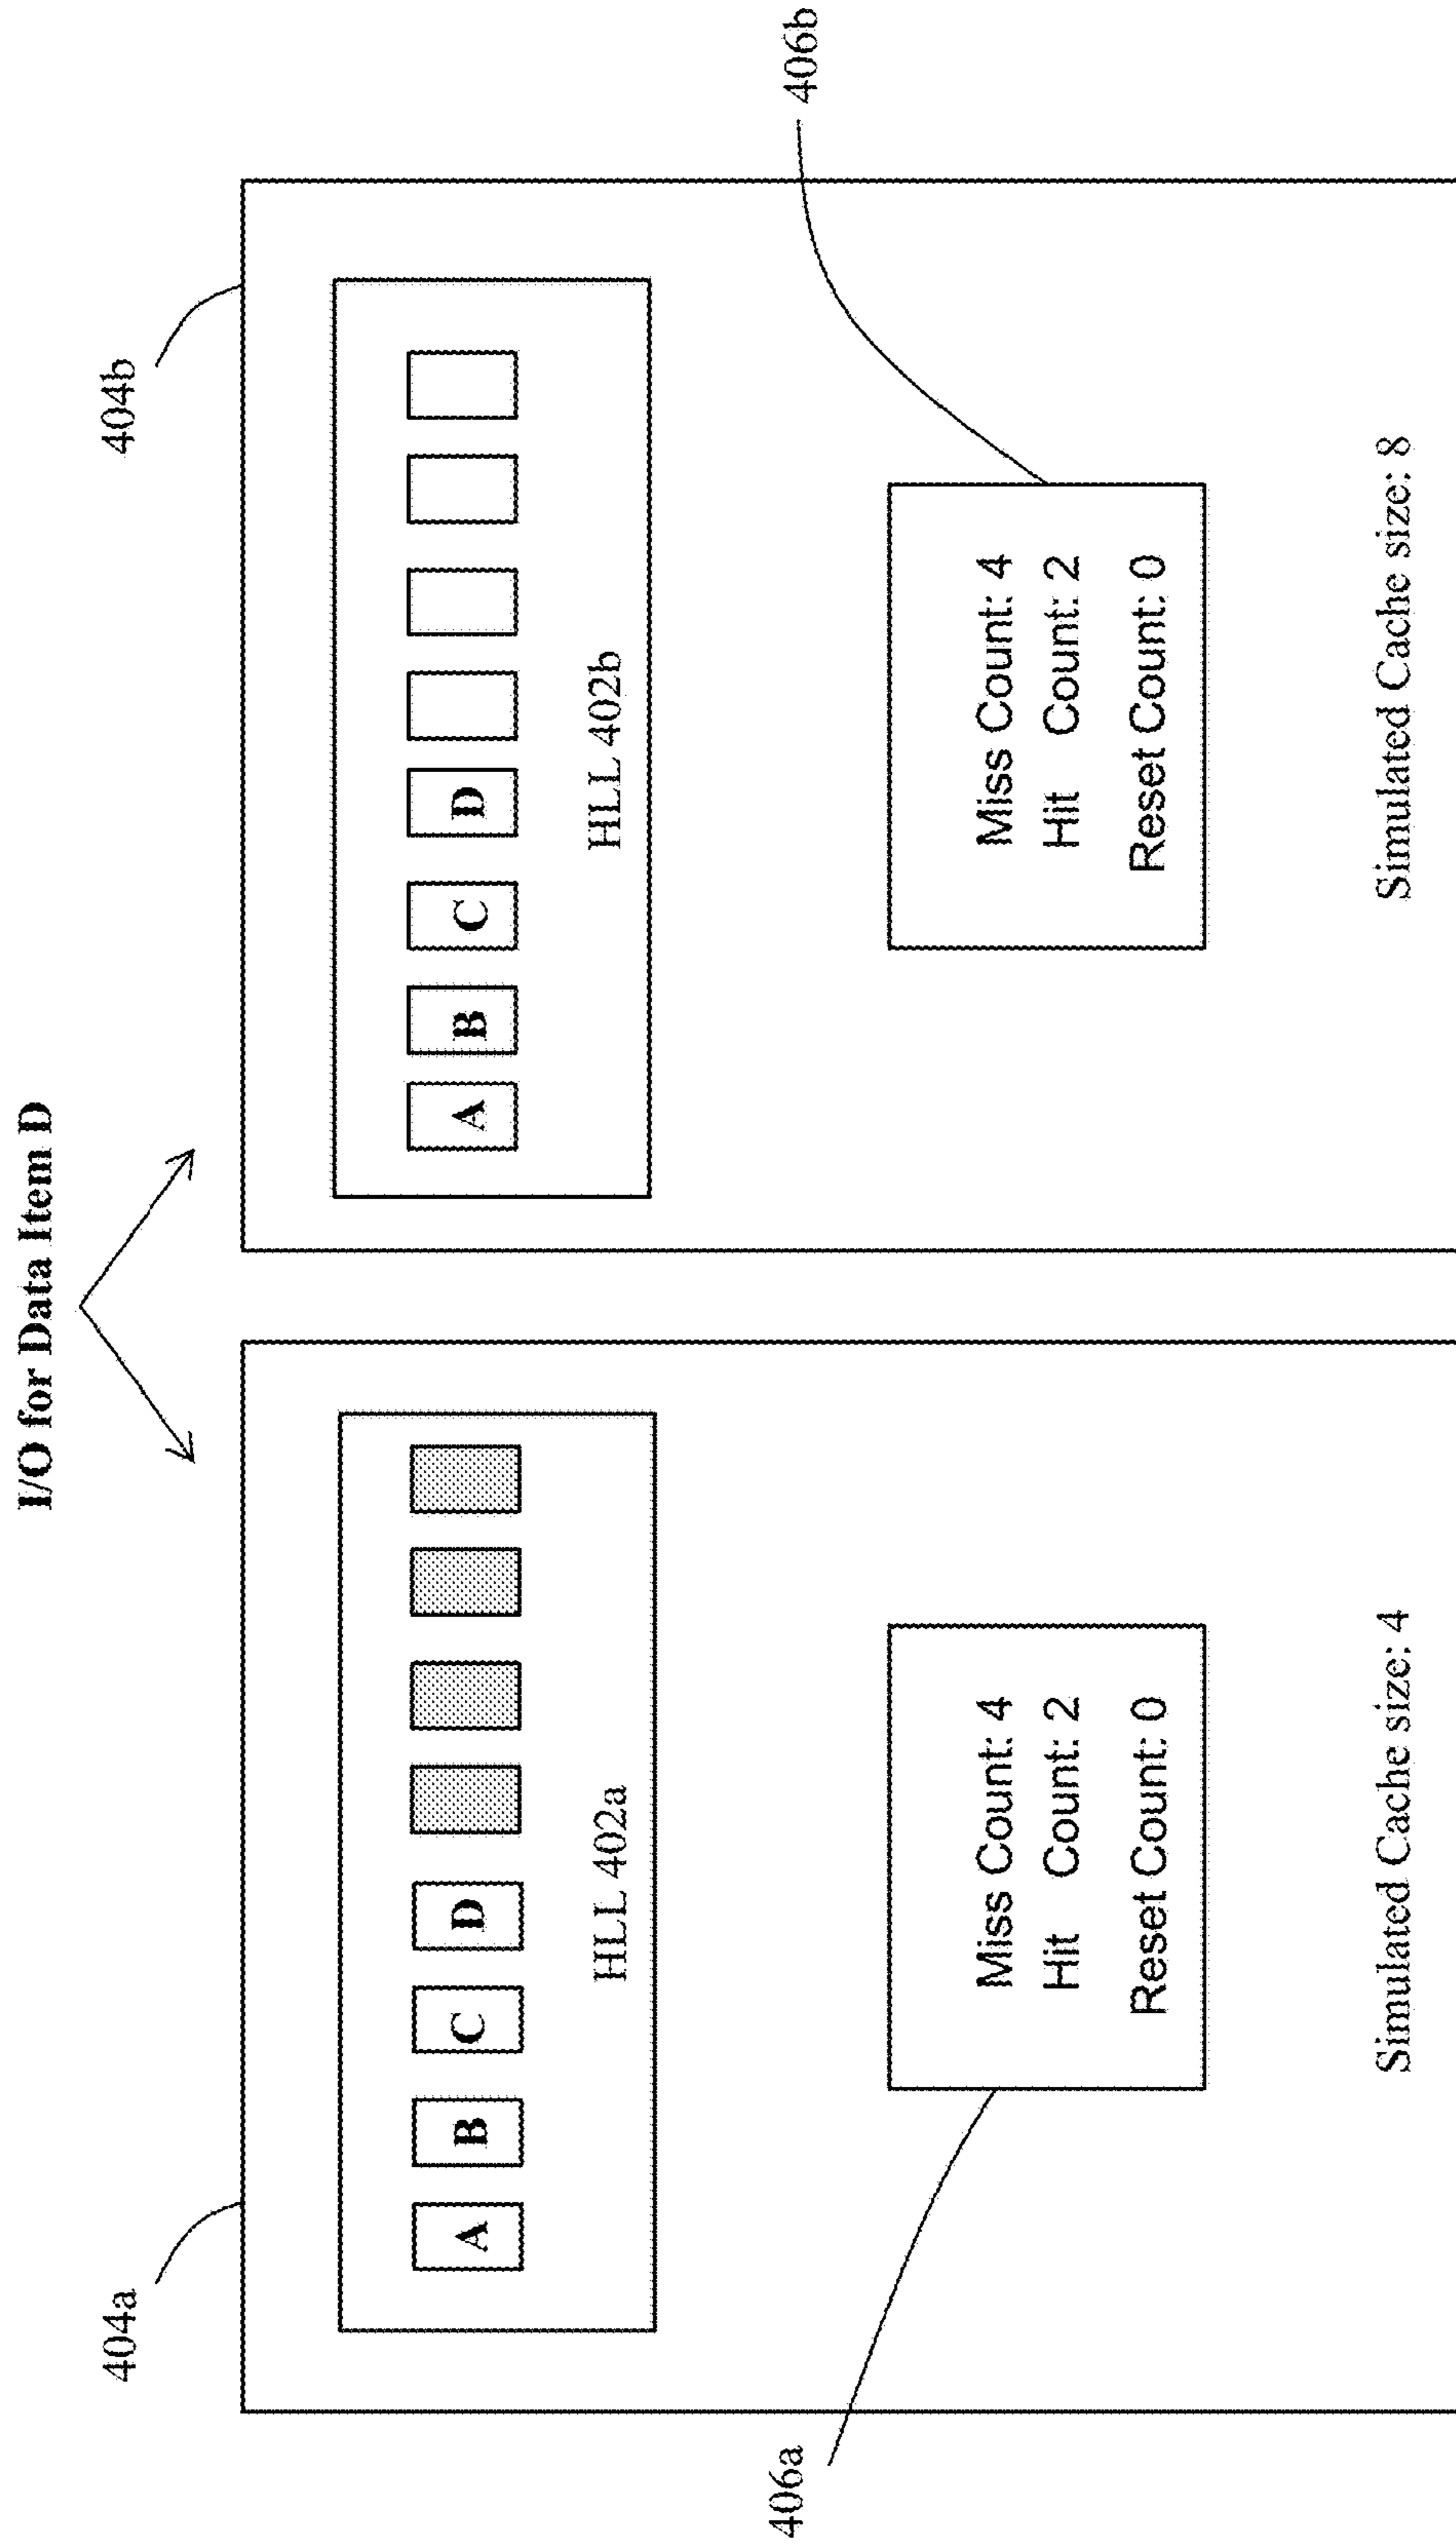 I/O for Data Item D
404a
404b
A B C D
HLL 402a
A B C D
HLL 402b
406a
Miss Count: 4
Hit Count: 2
Reset Count: 0
406b
Miss Count: 4
Hit Count: 2
Reset Count: 0
Simulated Cache size: 4
Simulated Cache size: 8